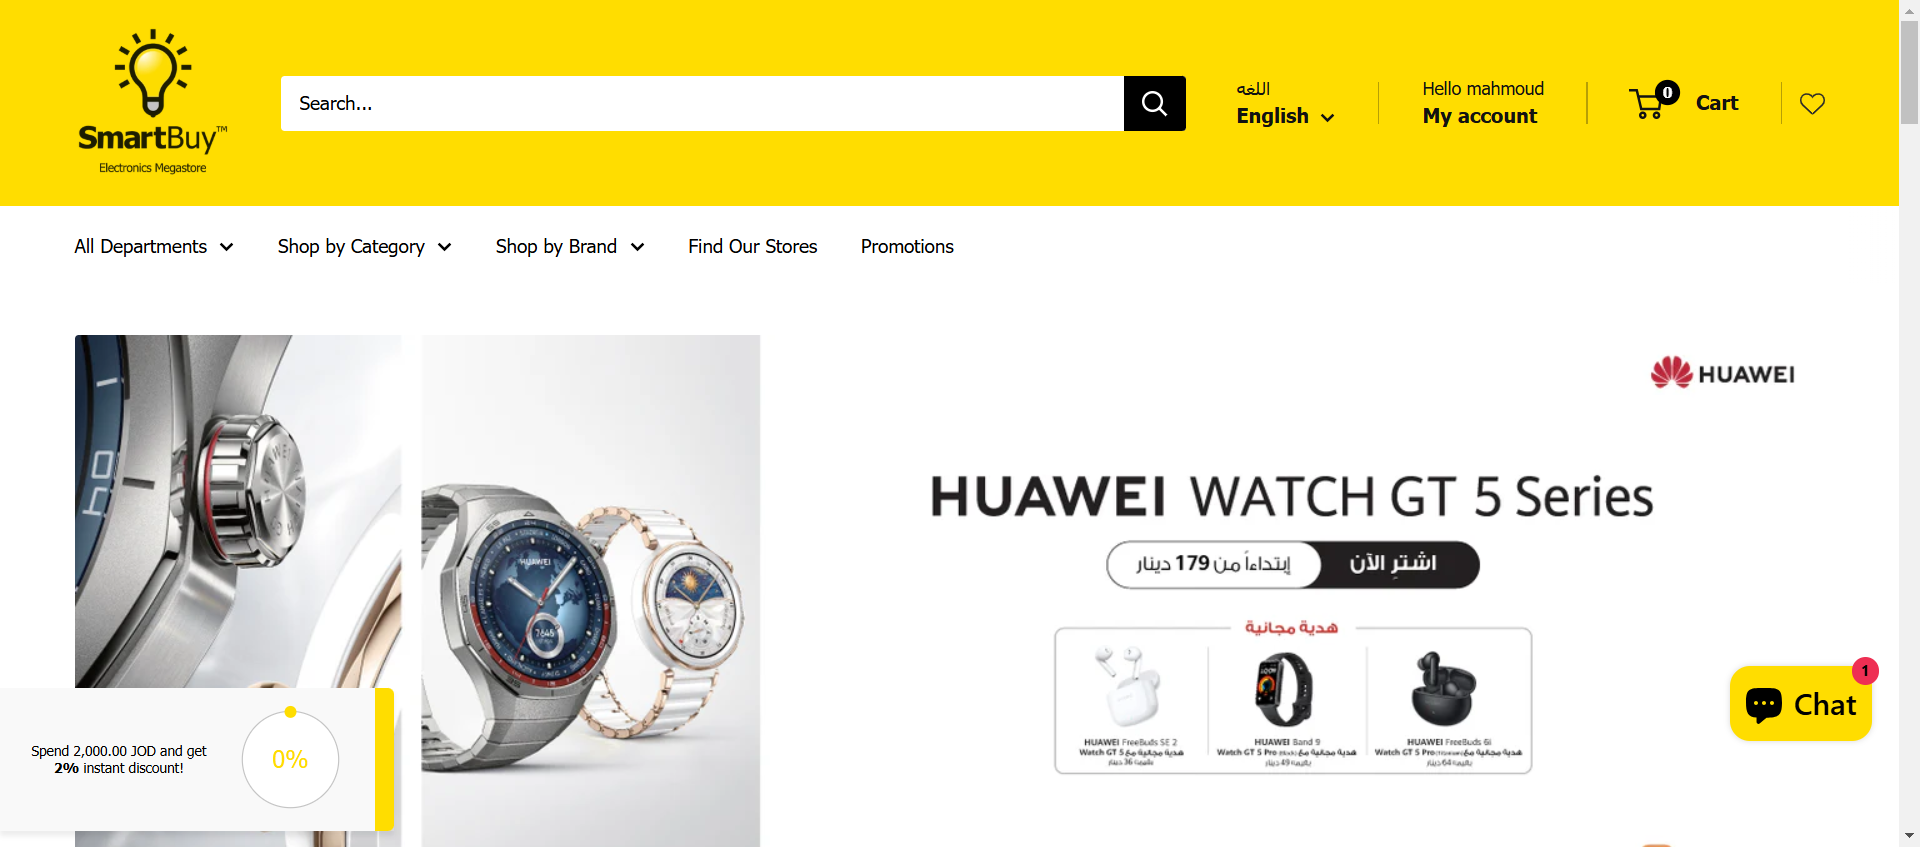 SmartBuy™
Electronics Megastore
Search...
اللغه
English
Hello mahmoud
My account
0
Cart
All Departments
Shop by Category
Shop by Brand
Find Our Stores
Promotions
HUAWEI
HUAWEI WATCH GT 5 Series
إبتداءاً من 179 دينار
اشترِ الآن
هدية مجانية
HUAWEI FreeBuds SE 2
هدية مجانية مع Watch GT 5
بقيمة 36 دينار
HUAWEI Band 9
هدية مجانية مع Watch GT 5 Pro
بقيمة 49 دينار
HUAWEI FreeBuds 6i
هدية مجانية مع Watch GT 5 Pro
بقيمة 64 دينار
HUAWEI
Spend 2,000.00 JOD and get
2% instant discount!
0%
1
Chat